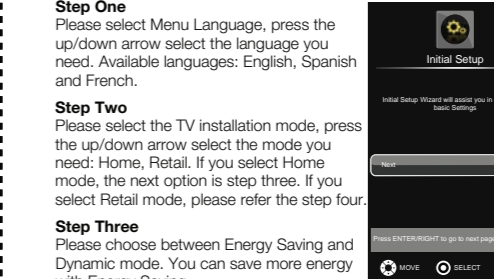 Step One
Please select Menu Language, press the
up/down arrow select the language you
need. Available languages: English, Spanish
and French.
Step Two
Please select the TV installation mode, press
the up/down arrow select the mode you
need: Home, Retail. If you select Home
mode, the next option is step three. If you
select Retail mode, please refer the step four.
Step Three
Please choose between Energy Saving and
Dynamic mode. You can save more energy
with Energy Saving.
Initial Setup
Initial Setup Wizard will assist you in
basic Settings
Next
Press ENTER/RIGHT to go to next page
MOVE SELECT